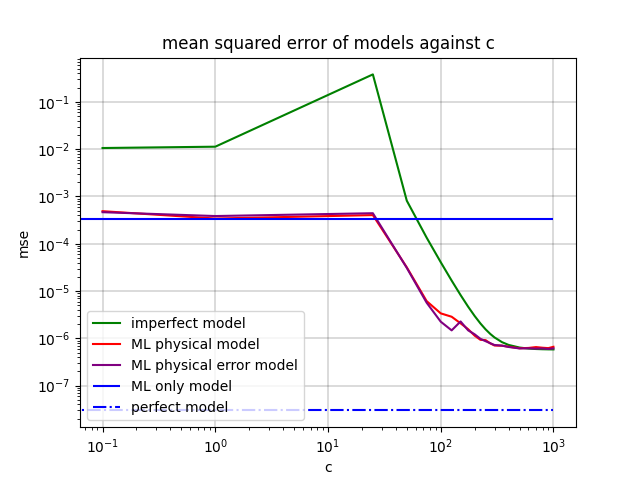 mean squared error of models against c
mse
10⁻¹
10⁻²
10⁻³
10⁻⁴
10⁻⁵
10⁻⁶
10⁻⁷
imperfect model
ML physical model
ML physical error model
ML only model
perfect model
10⁻¹ 10⁰ 10¹ 10² 10³
c